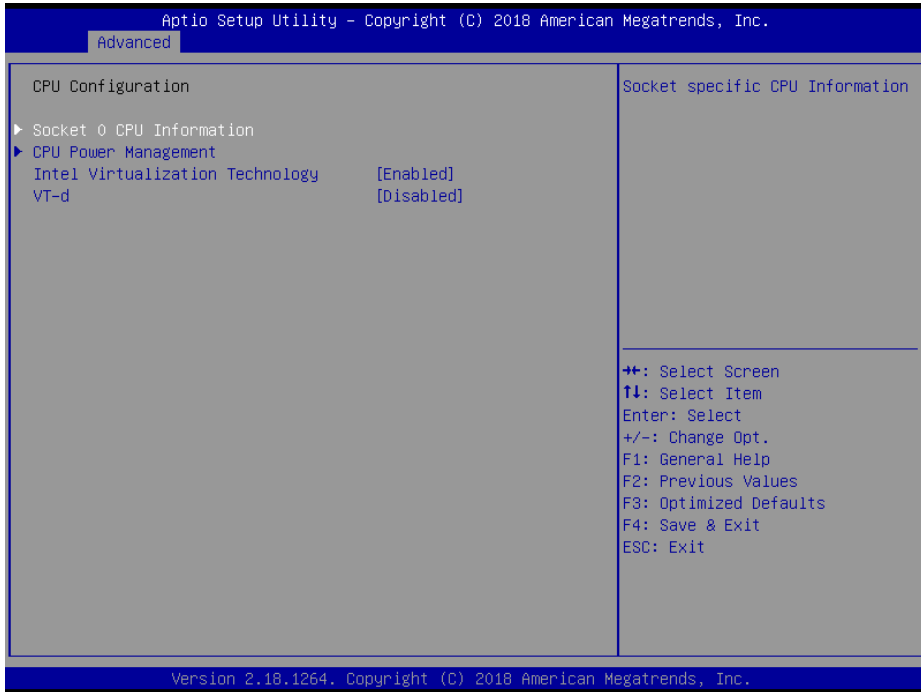 Aptio Setup Utility – Copyright (C) 2018 American Megatrends, Inc.
Advanced
CPU Configuration
Socket 0 CPU Information
CPU Power Management
Intel Virtualization Technology [Enabled]
VT-d [Disabled]
Socket specific CPU Information
→←: Select Screen
↑↓: Select Item
Enter: Select
+/-: Change Opt.
F1: General Help
F2: Previous Values
F3: Optimized Defaults
F4: Save & Exit
ESC: Exit
Version 2.18.1264. Copyright (C) 2018 American Megatrends, Inc.